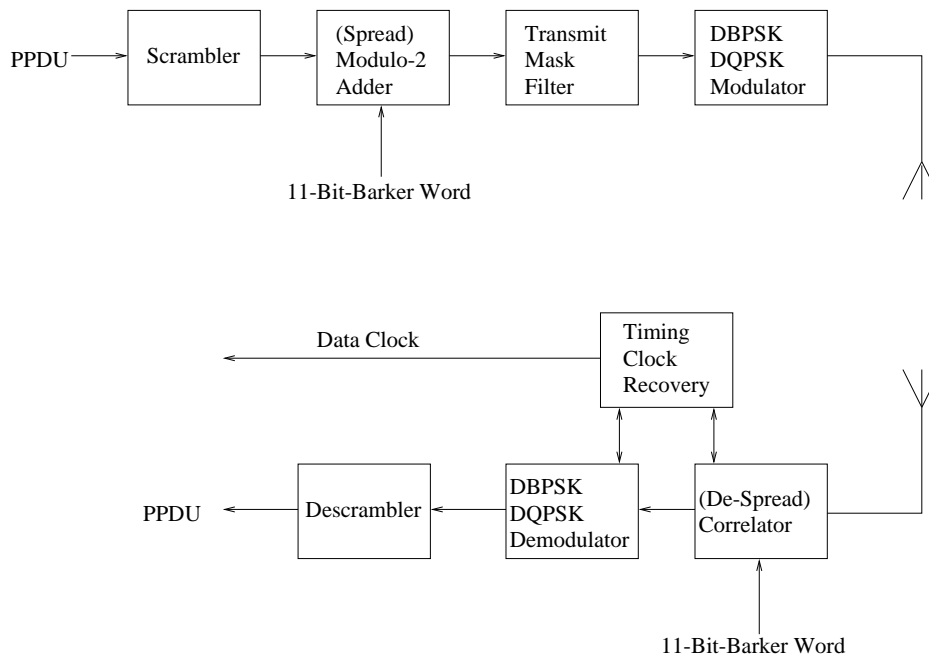 PPDU
Scrambler
(Spread)
Modulo-2
Adder
Transmit
Mask
Filter
DBPSK
DQPSK
Modulator
11-Bit-Barker Word
Data Clock
Timing
Clock
Recovery
PPDU
Descrambler
DBPSK
DQPSK
Demodulator
(De-Spread)
Correlator
11-Bit-Barker Word